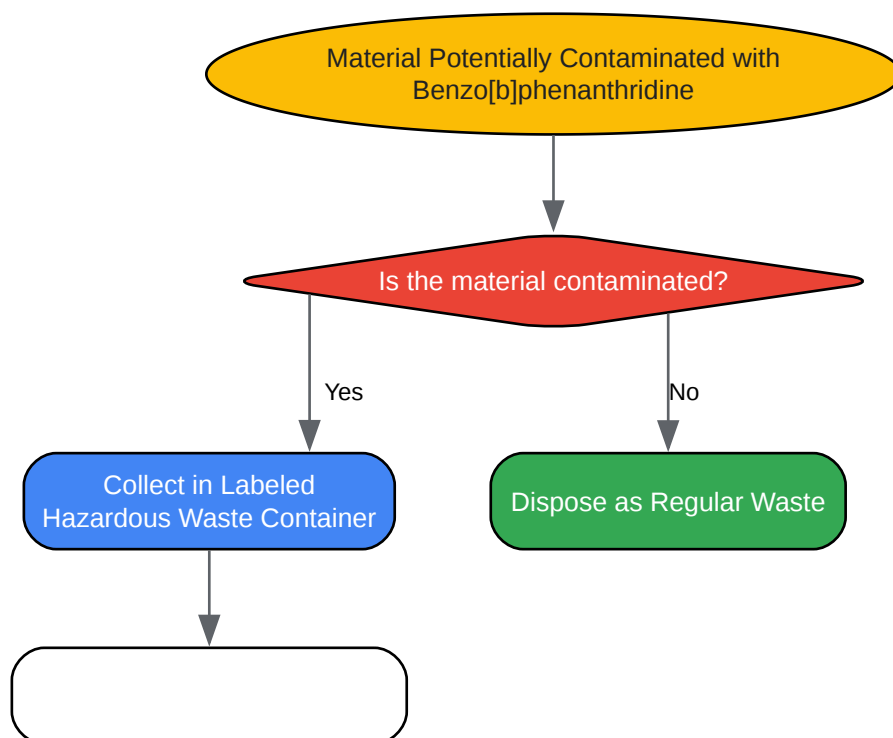 Material Potentially Contaminated with
Benzo[b]phenanthridine
Is the material contaminated?
Yes
No
Collect in Labeled
Hazardous Waste Container
Dispose as Regular Waste